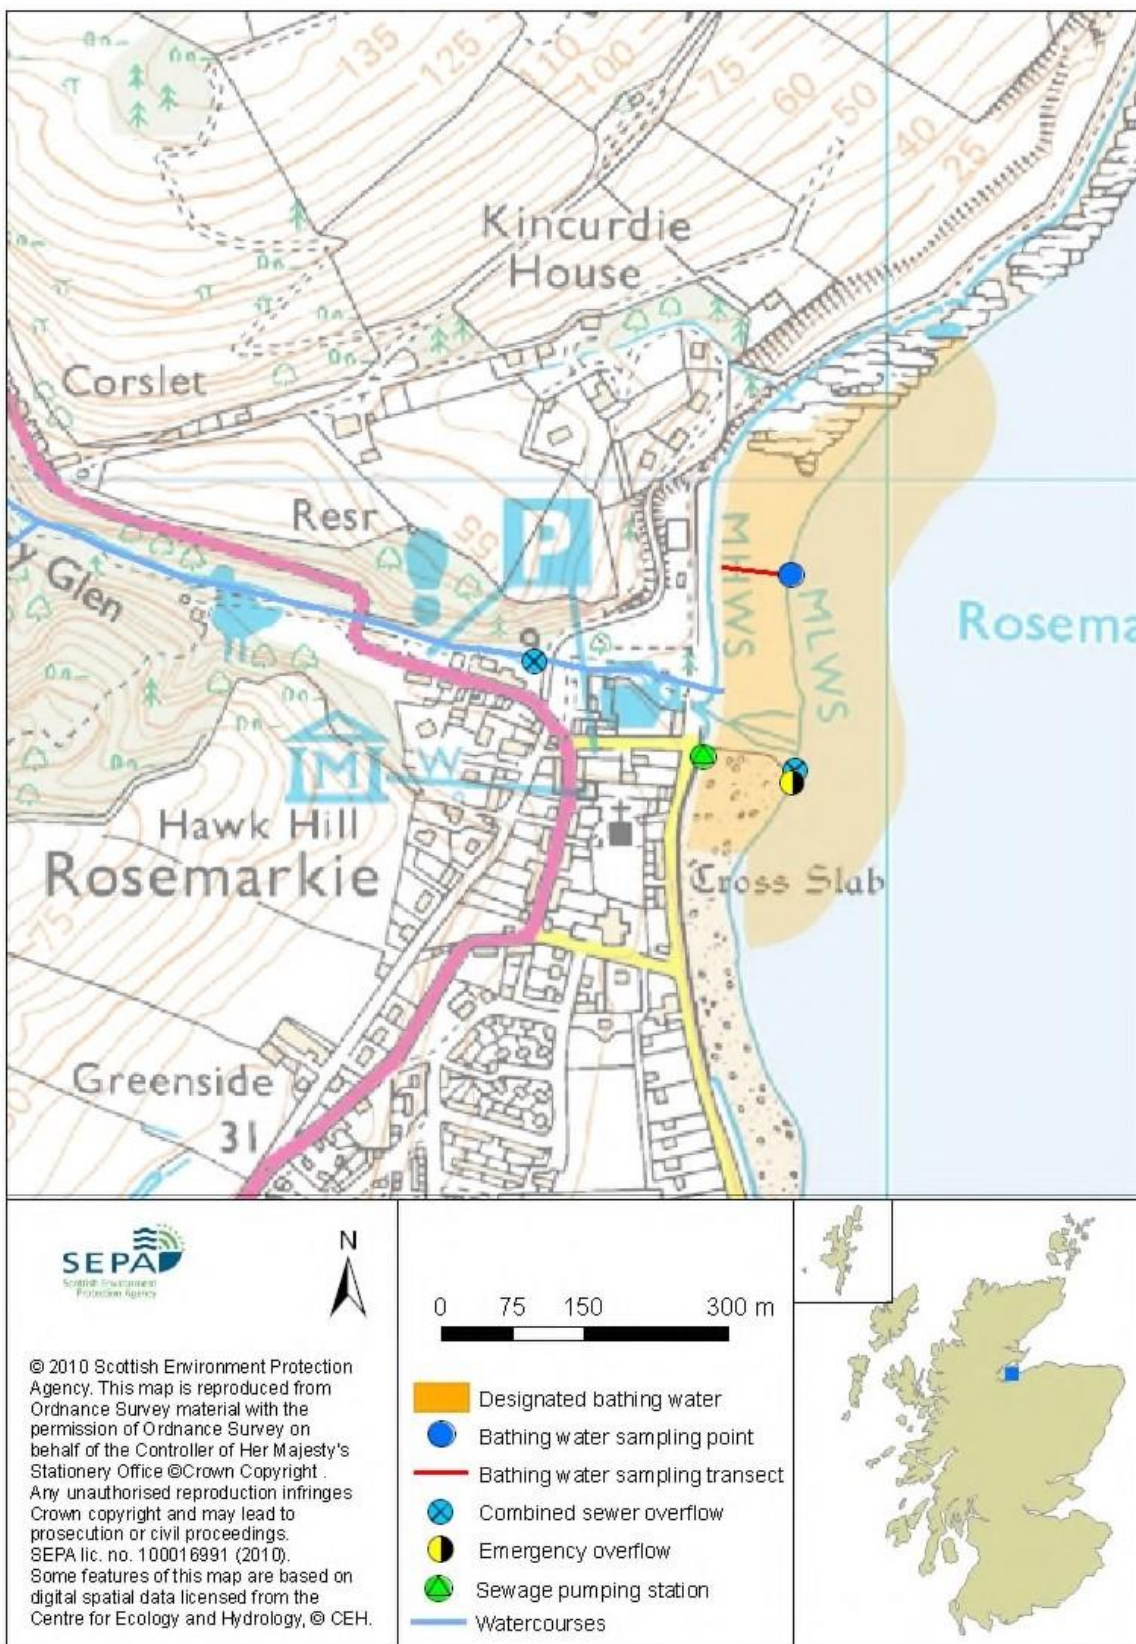 135
125
110
100
75
60
50
40
25
Kincurdie
House
Corslet
Resr
55
P
y Glen
MHWS
MLWS
Rosema
M
W
Hawk Hill
Rosemarkie
Cross Slab
75
Greenside
31
SEPA
Scottish Environment
Protection Agency
N
© 2010 Scottish Environment Protection
Agency. This map is reproduced from
Ordnance Survey material with the
permission of Ordnance Survey on
behalf of the Controller of Her Majesty's
Stationery Office ©Crown Copyright .
Any unauthorised reproduction infringes
Crown copyright and may lead to
prosecution or civil proceedings.
SEPA lic. no. 100016991 (2010).
Some features of this map are based on
digital spatial data licensed from the
Centre for Ecology and Hydrology, © CEH.
0 75 150 300 m
Designated bathing water
Bathing water sampling point
Bathing water sampling transect
Combined sewer overflow
Emergency overflow
Sewage pumping station
Watercourses